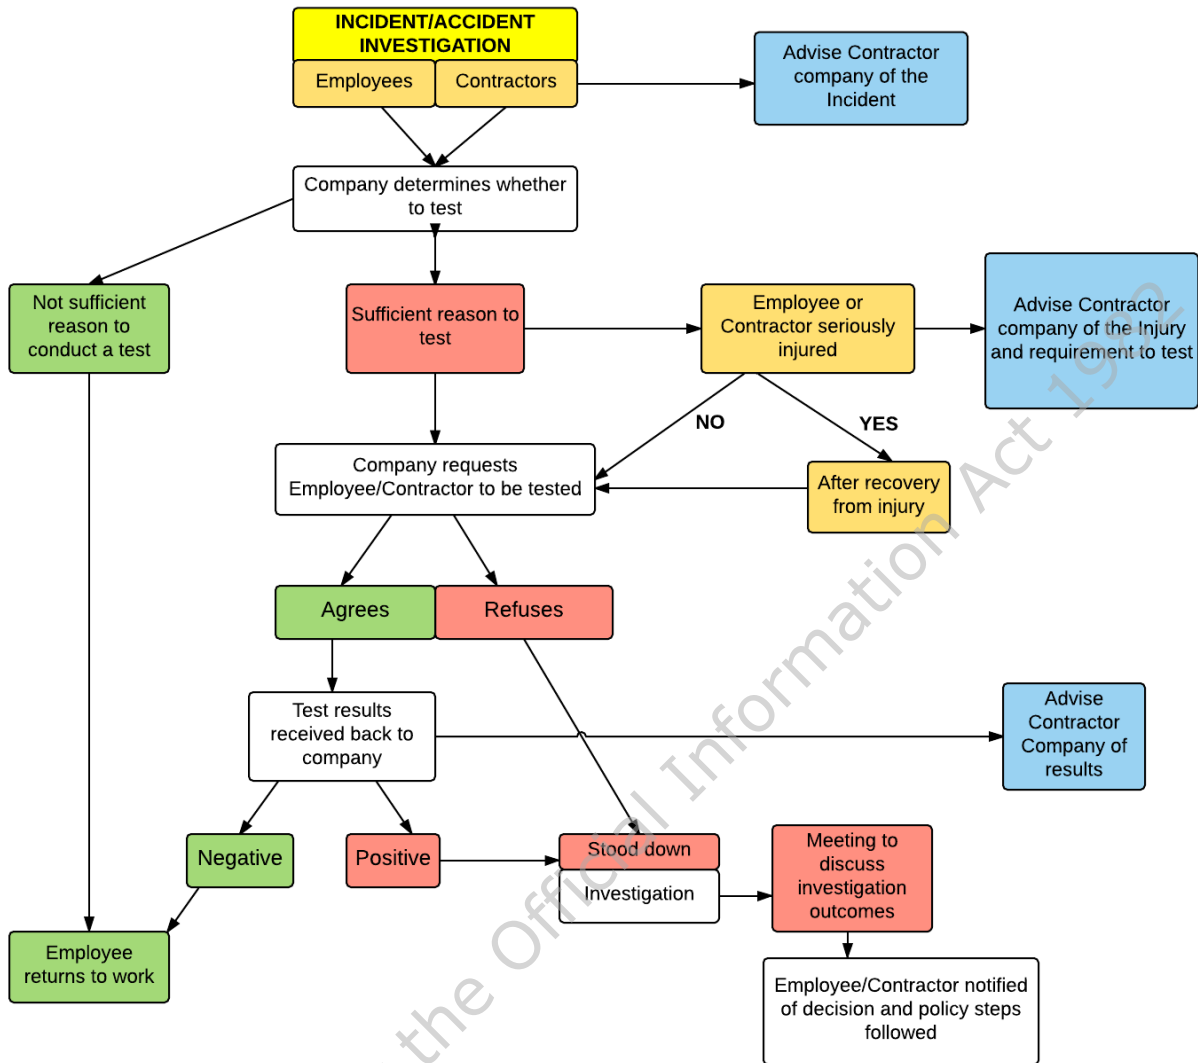 INCIDENT/ACCIDENT
INVESTIGATION
Employees
Contractors
Advise Contractor
company of the
Incident
Company determines whether
to test
Not sufficient
reason to
conduct a test
Sufficient reason to
test
Employee or
Contractor seriously
injured
Advise Contractor
company of the Injury
and requirement to test
NO
YES
Company requests
Employee/Contractor to be tested
After recovery
from injury
Agrees
Refuses
Test results
received back to
company
Advise
Contractor
Company of
results
Negative
Positive
Stood down
Investigation
Meeting to
discuss
investigation
outcomes
Employee
returns to work
Employee/Contractor notified
of decision and policy steps
followed
the Official Information Act 1982